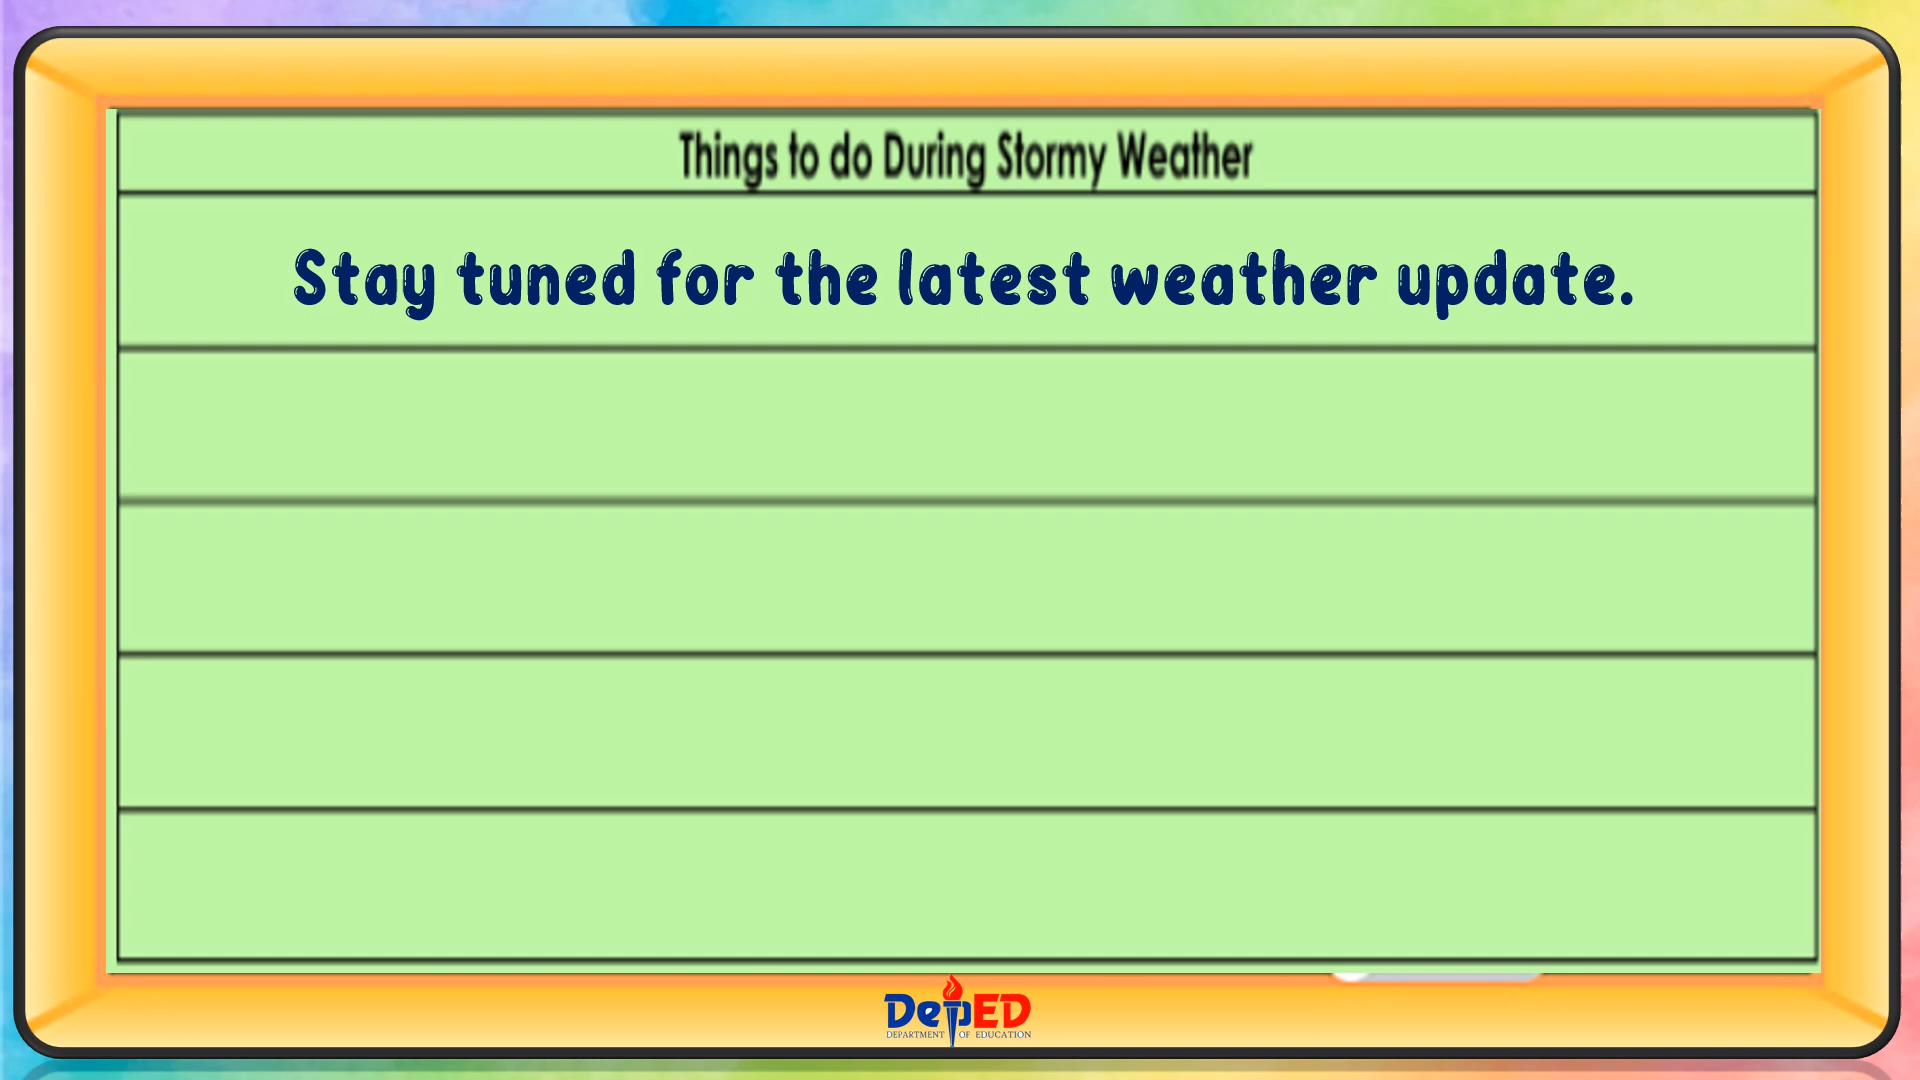 Things to do During Stormy Weather
Stay tuned for the latest weather update.
DepED
DEPARTMENT OF EDUCATION